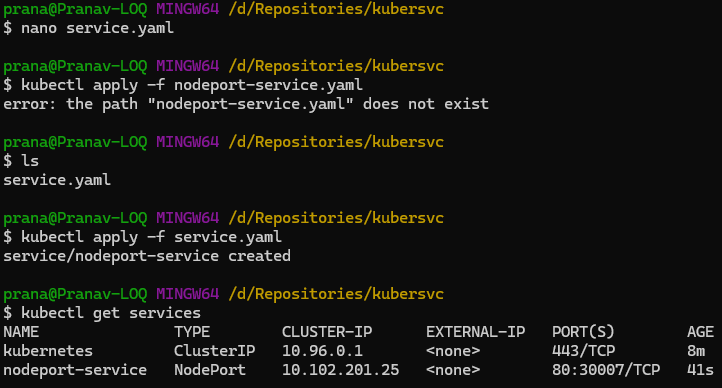 prana@Pranav-LOQ MINGW64 /d/Repositories/kubersvc
$ nano service.yaml
prana@Pranav-LOQ MINGW64 /d/Repositories/kubersvc
$ kubectl apply -f nodeport-service.yaml
error: the path "nodeport-service.yaml" does not exist
prana@Pranav-LOQ MINGW64 /d/Repositories/kubersvc
$ ls
service.yaml
prana@Pranav-LOQ MINGW64 /d/Repositories/kubersvc
$ kubectl apply -f service.yaml
service/nodeport-service created
prana@Pranav-LOQ MINGW64 /d/Repositories/kubersvc
$ kubectl get services
NAME               TYPE        CLUSTER-IP      EXTERNAL-IP   PORT(S)        AGE
kubernetes         ClusterIP   10.96.0.1       <none>        443/TCP        8m
nodeport-service   NodePort    10.102.201.25   <none>        80:30007/TCP   41s